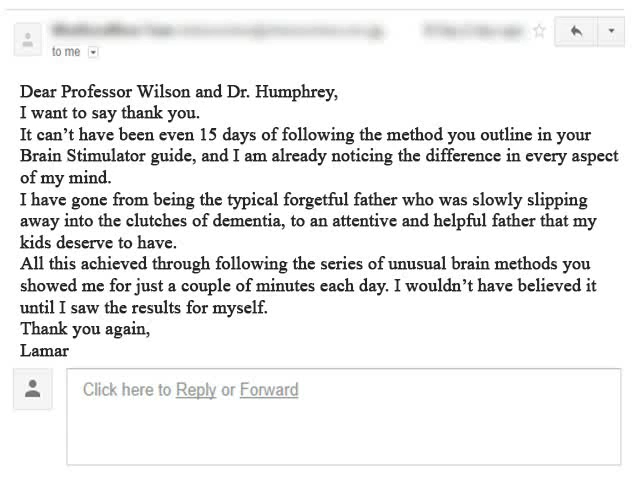 to me
Dear Professor Wilson and Dr. Humphrey,
I want to say thank you.
It can’t have been even 15 days of following the method you outline in your
Brain Stimulator guide, and I am already noticing the difference in every aspect
of my mind.
I have gone from being the typical forgetful father who was slowly slipping
away into the clutches of dementia, to an attentive and helpful father that my
kids deserve to have.
All this achieved through following the series of unusual brain methods you
showed me for just a couple of minutes each day. I wouldn’t have believed it
until I saw the results for myself.
Thank you again,
Lamar
Click here to Reply or Forward